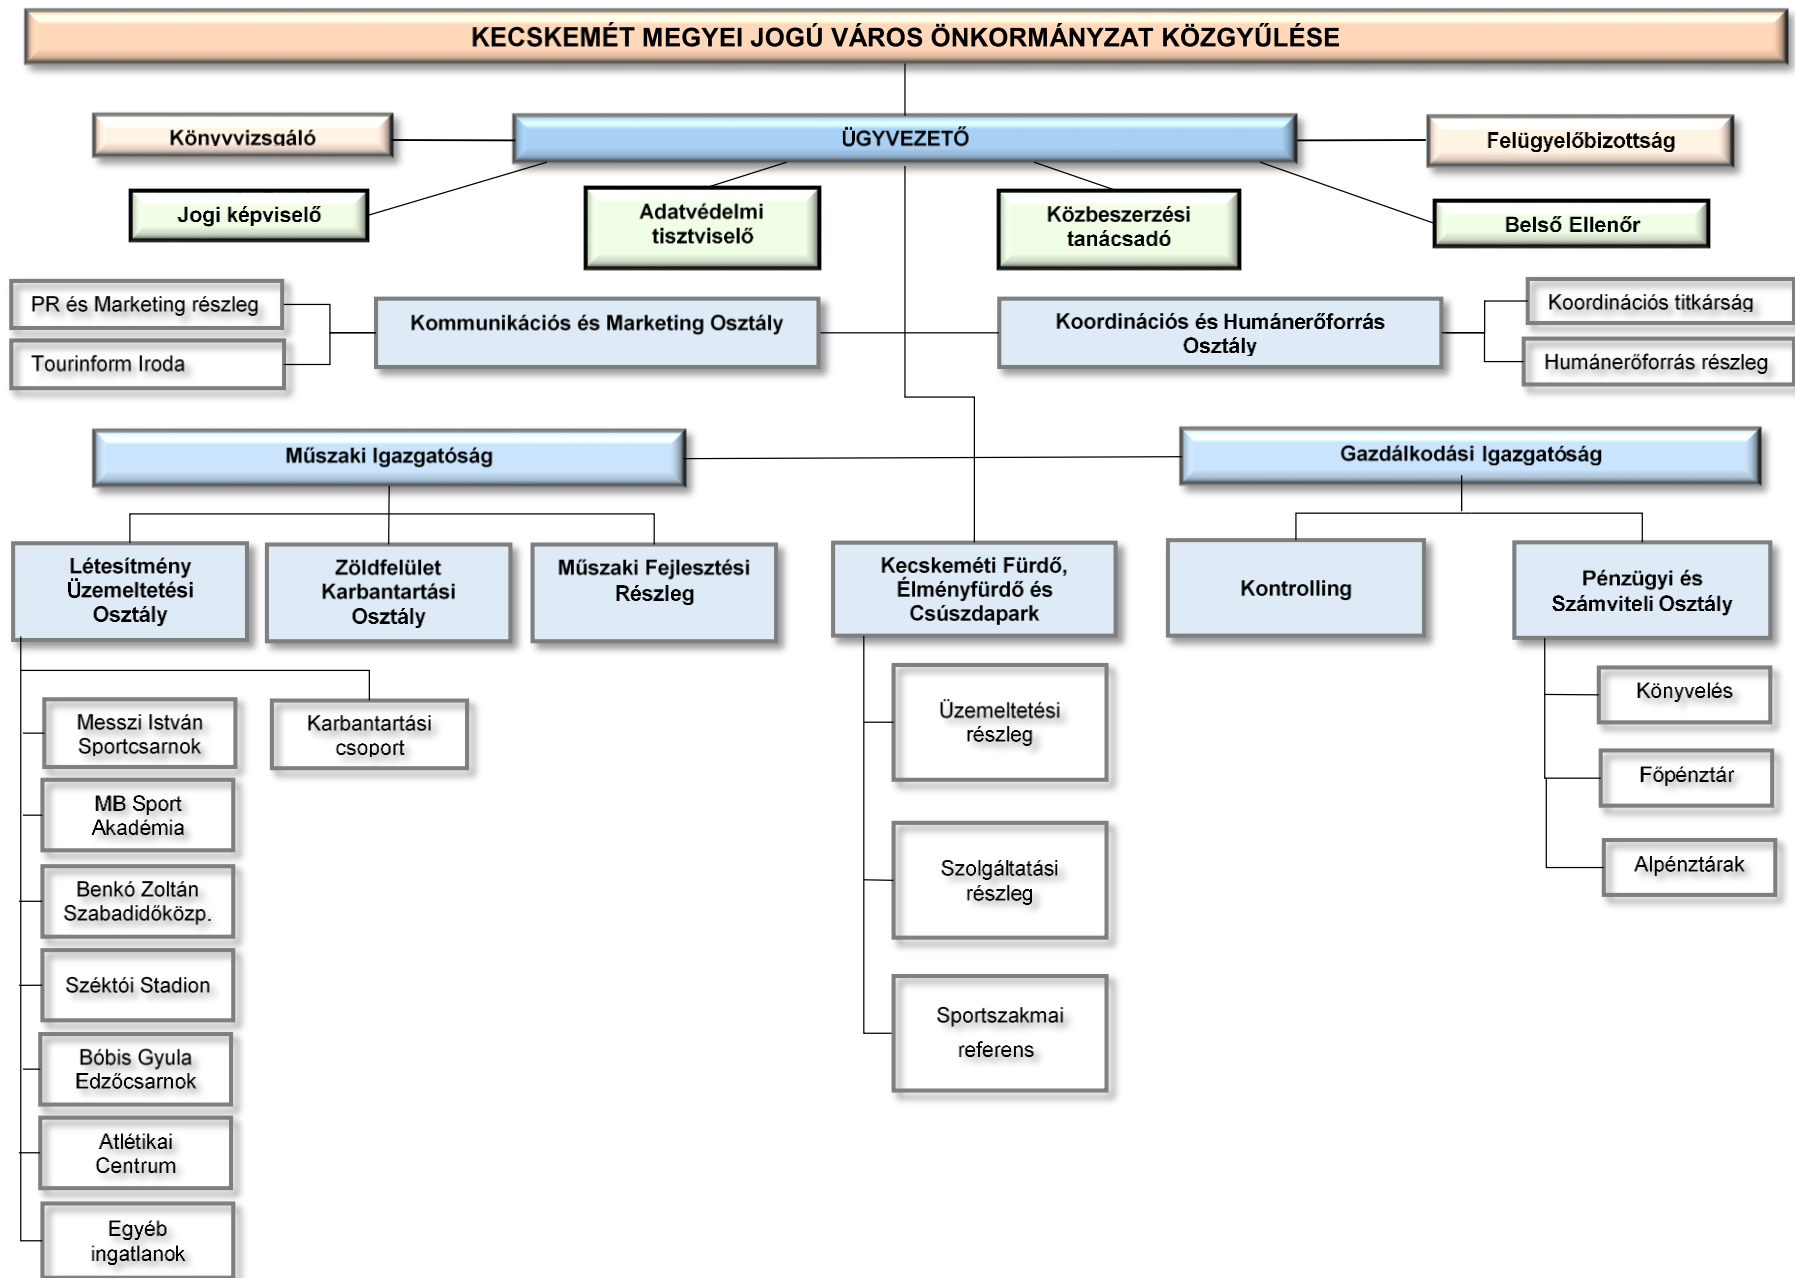 KECSKEMÉT MEGYEI JOGÚ VÁROS ÖNKORMÁNYZAT KÖZGYŰLÉSE
Könyvvizsgáló
ÜGYVEZETŐ
Felügyelőbizottság
Jogi képviselő
Adatvédelmi
tisztviselő
Közbeszerzési
tanácsadó
Belső Ellenőr
PR és Marketing részleg
Tourinform Iroda
Kommunikációs és Marketing Osztály
Koordinációs és Humánerőforrás
Osztály
Koordinációs titkárság
Humánerőforrás részleg
Műszaki Igazgatóság
Gazdálkodási Igazgatóság
Létesítmény
Üzemeltetési
Osztály
Zöldfelület
Karbantartási
Osztály
Műszaki Fejlesztési
Részleg
Kecskeméti Fürdő,
Élményfürdő és
Csúszdapark
Kontrolling
Pénzügyi és
Számviteli Osztály
Messzi István
Sportcsarnok
MB Sport
Akadémia
Benkó Zoltán
Szabadidőközp.
Széktói Stadion
Bóbis Gyula
Edzőcsarnok
Atlétikai
Centrum
Egyéb
ingatlanok
Karbantartási
csoport
Üzemeltetési
részleg
Szolgáltatási
részleg
Sportszakmai
referens
Könyvelés
Főpénztár
Alpénztárak